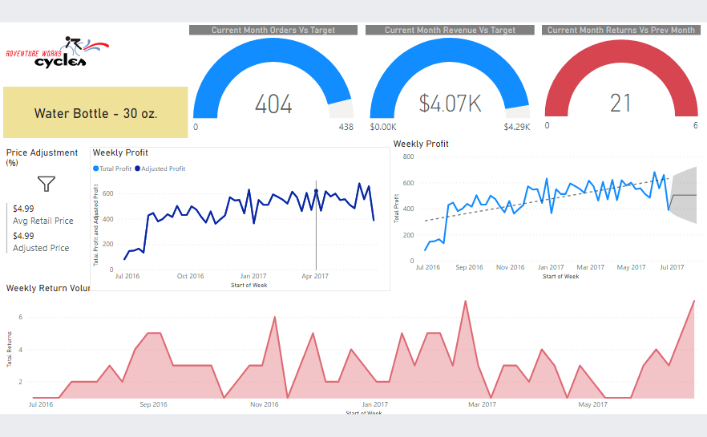 ADVENTURE WORKS
cycles
Current Month Orders Vs Target
404
0
438
Current Month Revenue Vs Target
$4.07K
$0.00K
$4.29K
Current Month Returns Vs Prev Month
21
0
6
Water Bottle - 30 oz.
Price Adjustment
(%)
$4.99
Avg Retail Price
$4.99
Adjusted Price
Weekly Profit
Total Profit
Adjusted Profit
Total Profit and Adjusted Profit
600
400
200
0
Jul 2016
Oct 2016
Jan 2017
Apr 2017
Start of Week
Weekly Profit
Total Profit
800
600
400
200
0
Jul 2016
Sep 2016
Nov 2016
Jan 2017
Mar 2017
May 2017
Jul 2017
Start of Week
Weekly Return Volu
Total Returns
6
4
2
Jul 2016
Sep 2016
Nov 2016
Jan 2017
Mar 2017
May 2017
Start of Week